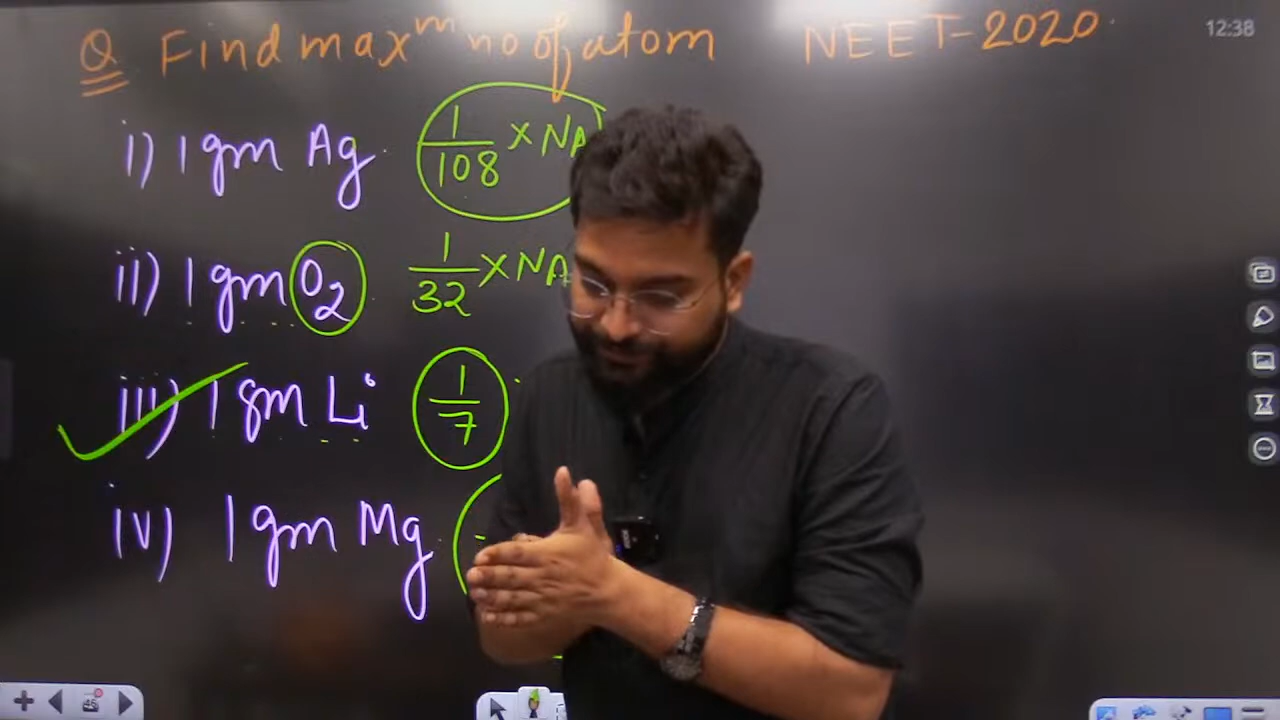 Q Find max^m no of atom NEET-2020
12:38
i) 1 gm Ag 1/108 × NA
ii) 1 gm O₂ 1/32 × NA
iii) 1 gm Li 1/7
iv) 1 gm Mg